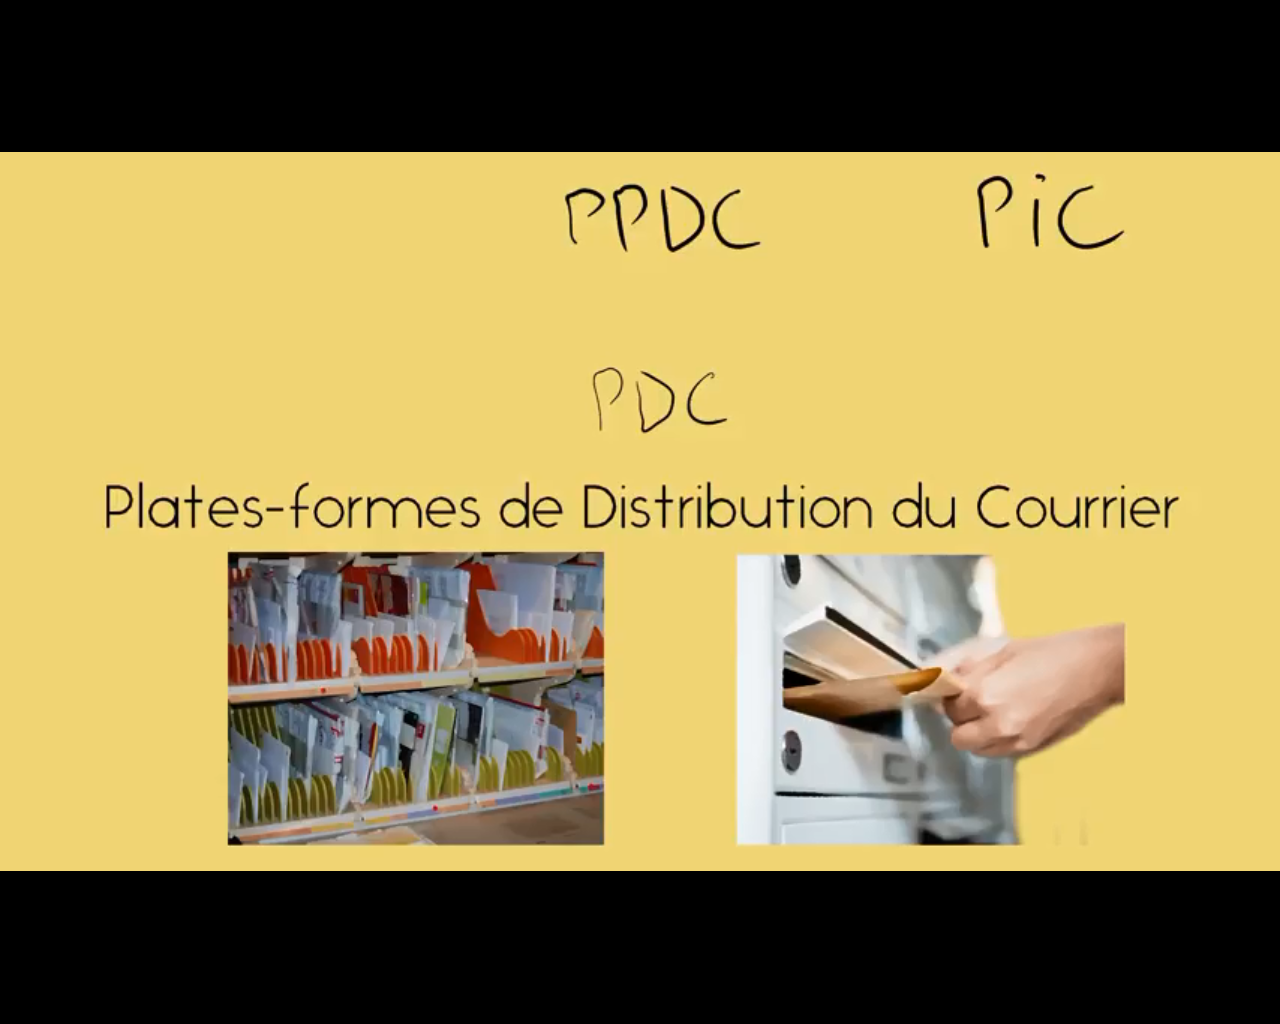 PPDC PiC
PDC
Plates-formes de Distribution du Courrier